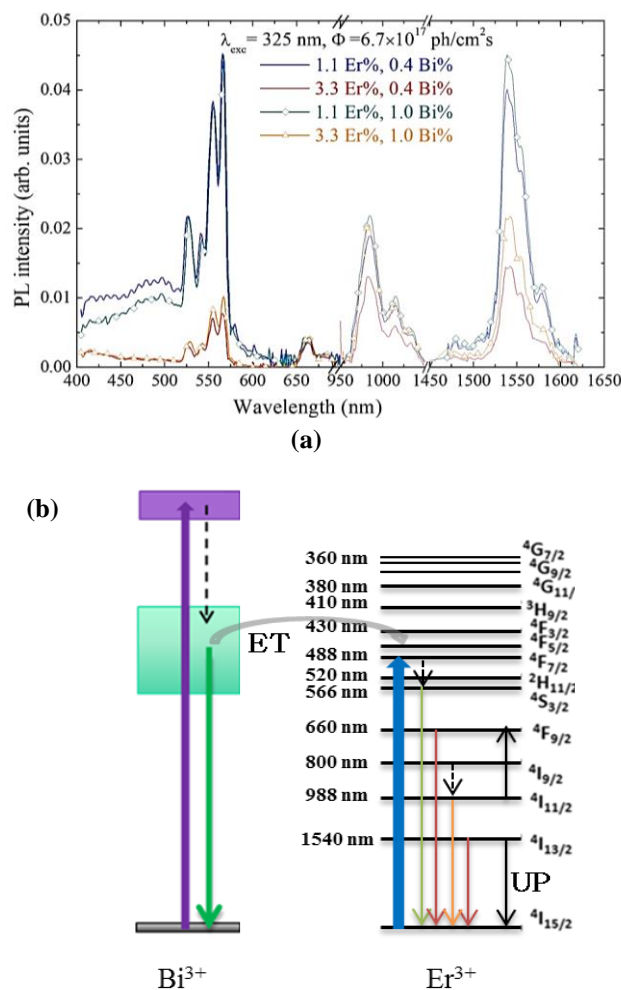 λexc= 325 nm, Φ =6.7×10¹⁷ ph/cm²s
1.1 Er%, 0.4 Bi%
3.3 Er%, 0.4 Bi%
1.1 Er%, 1.0 Bi%
3.3 Er%, 1.0 Bi%
PL intensity (arb. units)
0.05
0.04
0.03
0.02
0.01
0.00
400 450 500 550 600 650 950 1000 1450 1500 1550 1600 1650
Wavelength (nm)
(a)
(b)
ET
360 nm
380 nm
410 nm
430 nm
488 nm
520 nm
566 nm
660 nm
800 nm
988 nm
1540 nm
⁴G7/2
⁴G9/2
⁴G11/
³H9/2
⁴F3/2
⁴F5/2
⁴F7/2
²H11/2
⁴S3/2
⁴F9/2
⁴I9/2
⁴I11/2
⁴I13/2
UP
⁴I15/2
Bi³⁺
Er³⁺